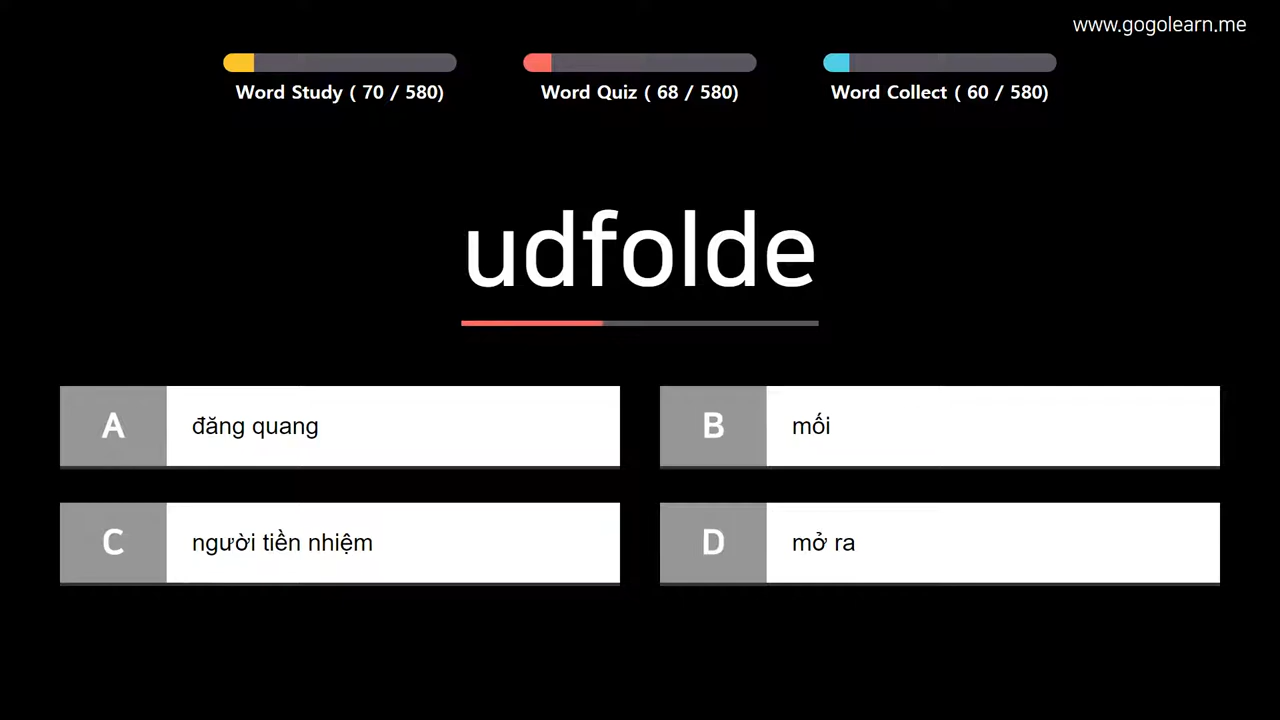 www.gogolearn.me
Word Study ( 70 / 580)
Word Quiz ( 68 / 580)
Word Collect ( 60 / 580)
udfolde
A đăng quang
B mối
C người tiền nhiệm
D mở ra